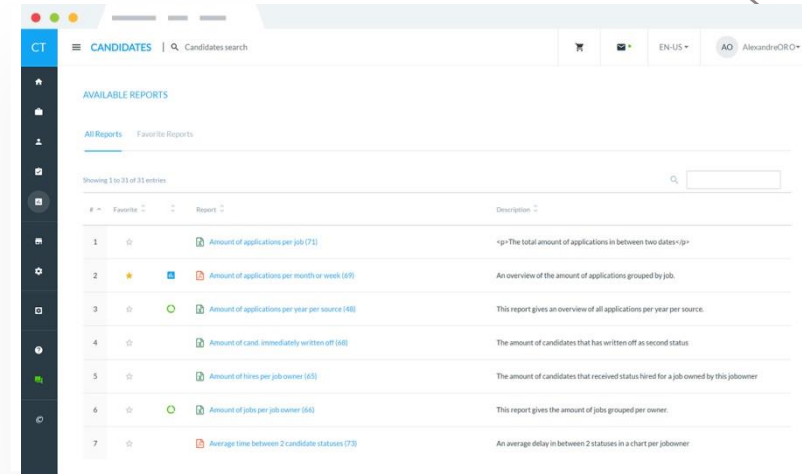 CT
CANDIDATES | Candidates search
EN-US
AO AlexandreORO
AVAILABLE REPORTS
All Reports Favorite Reports
Showing 1 to 31 of 31 entries
# Favorite Report Description
1 Amount of applications per job (71) <p>The total amount of applications in between two dates</p>
2 Amount of applications per month or week (69) An overview of the amount of applications grouped by job.
3 Amount of applications per year per source (48) This report gives an overview of all applications per year per source.
4 Amount of cand. immediately written off (68) The amount of candidates that has written off as second status
5 Amount of hires per job owner (65) The amount of candidates that received status hired for a job owned by this jobowner
6 Amount of jobs per job owner (66) This report gives the amount of jobs grouped per owner.
7 Average time between 2 candidate statuses (73) An average delay in between 2 statuses in a chart per jobowner